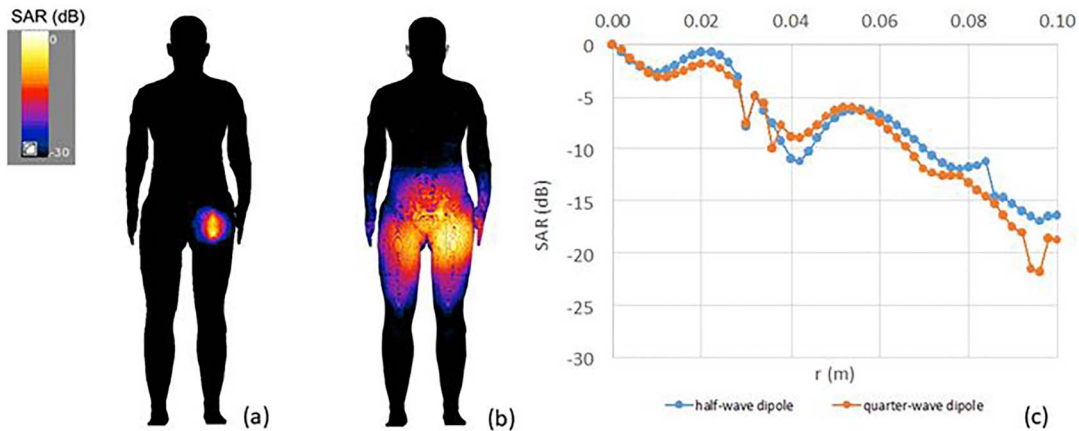 SAR (dB)
0
-30
(a)
(b)
0.00 0.02 0.04 0.06 0.08 0.10
0
-5
-10
-15
-20
-25
-30
SAR (dB)
r (m)
half-wave dipole quarter-wave dipole
(c)